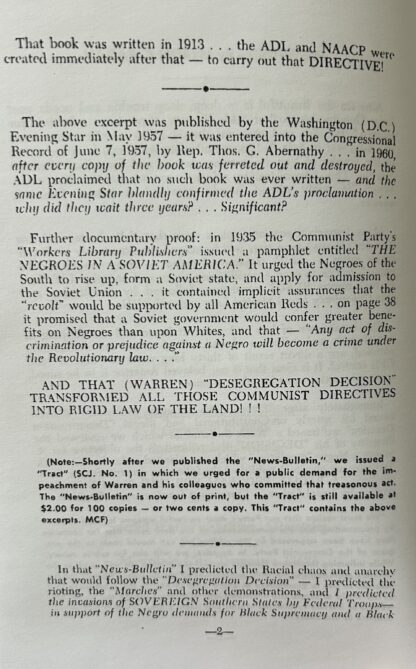 That book was written in 1913 . . . the ADL and NAACP were
created immediately after that — to carry out that DIRECTIVE!
The above excerpt was published by the Washington (D.C.)
Evening Star in May 1957 — it was entered into the Congressional
Record of June 7, 1957, by Rep. Thos. G. Abernathy . . . in 1960,
after every copy of the book was ferreted out and destroyed, the
ADL proclaimed that no such book was ever written — and the
same Evening Star blandly confirmed the ADL's proclamation . . .
why did they wait three years? . . . Significant?
Further documentary proof: in 1935 the Communist Party's
"Workers Library Publishers" issued a pamphlet entitled "THE
NEGROES IN A SOVIET AMERICA." It urged the Negroes of the
South to rise up, form a Soviet state, and apply for admission to
the Soviet Union . . . . it contained implicit assurances that the
"revolt" would be supported by all American Reds . . . on page 38
it promised that a Soviet government would confer greater bene-
fits on Negroes than upon Whites, and that — "Any act of dis-
crimination or prejudice against a Negro will become a crime under
the Revolutionary law. . . ."
AND THAT (WARREN) "DESEGREGATION DECISION"
TRANSFORMED ALL THOSE COMMUNIST DIRECTIVES
INTO RIGID LAW OF THE LAND! ! !
(Note:—Shortly after we published the "News-Bulletin," we issued a
"Tract" (SCJ. No. 1) in which we urged for a public demand for the im-
peachment of Warren and his colleagues who committed that treasonous act.
The "News-Bulletin" is now out of print, but the "Tract" is still available at
$2.00 for 100 copies — or two cents a copy. This "Tract" contains the above
excerpts. MCF)
In that "News-Bulletin" I predicted the Racial chaos and anarchy
that would follow the "Desegregation Decision" — I predicted the
rioting, the "Marches" and other demonstrations, and I predicted
the invasions of SOVEREIGN Southern States by Federal Troops—
in support of the Negro demands for Black Supremacy and a Black
—2—